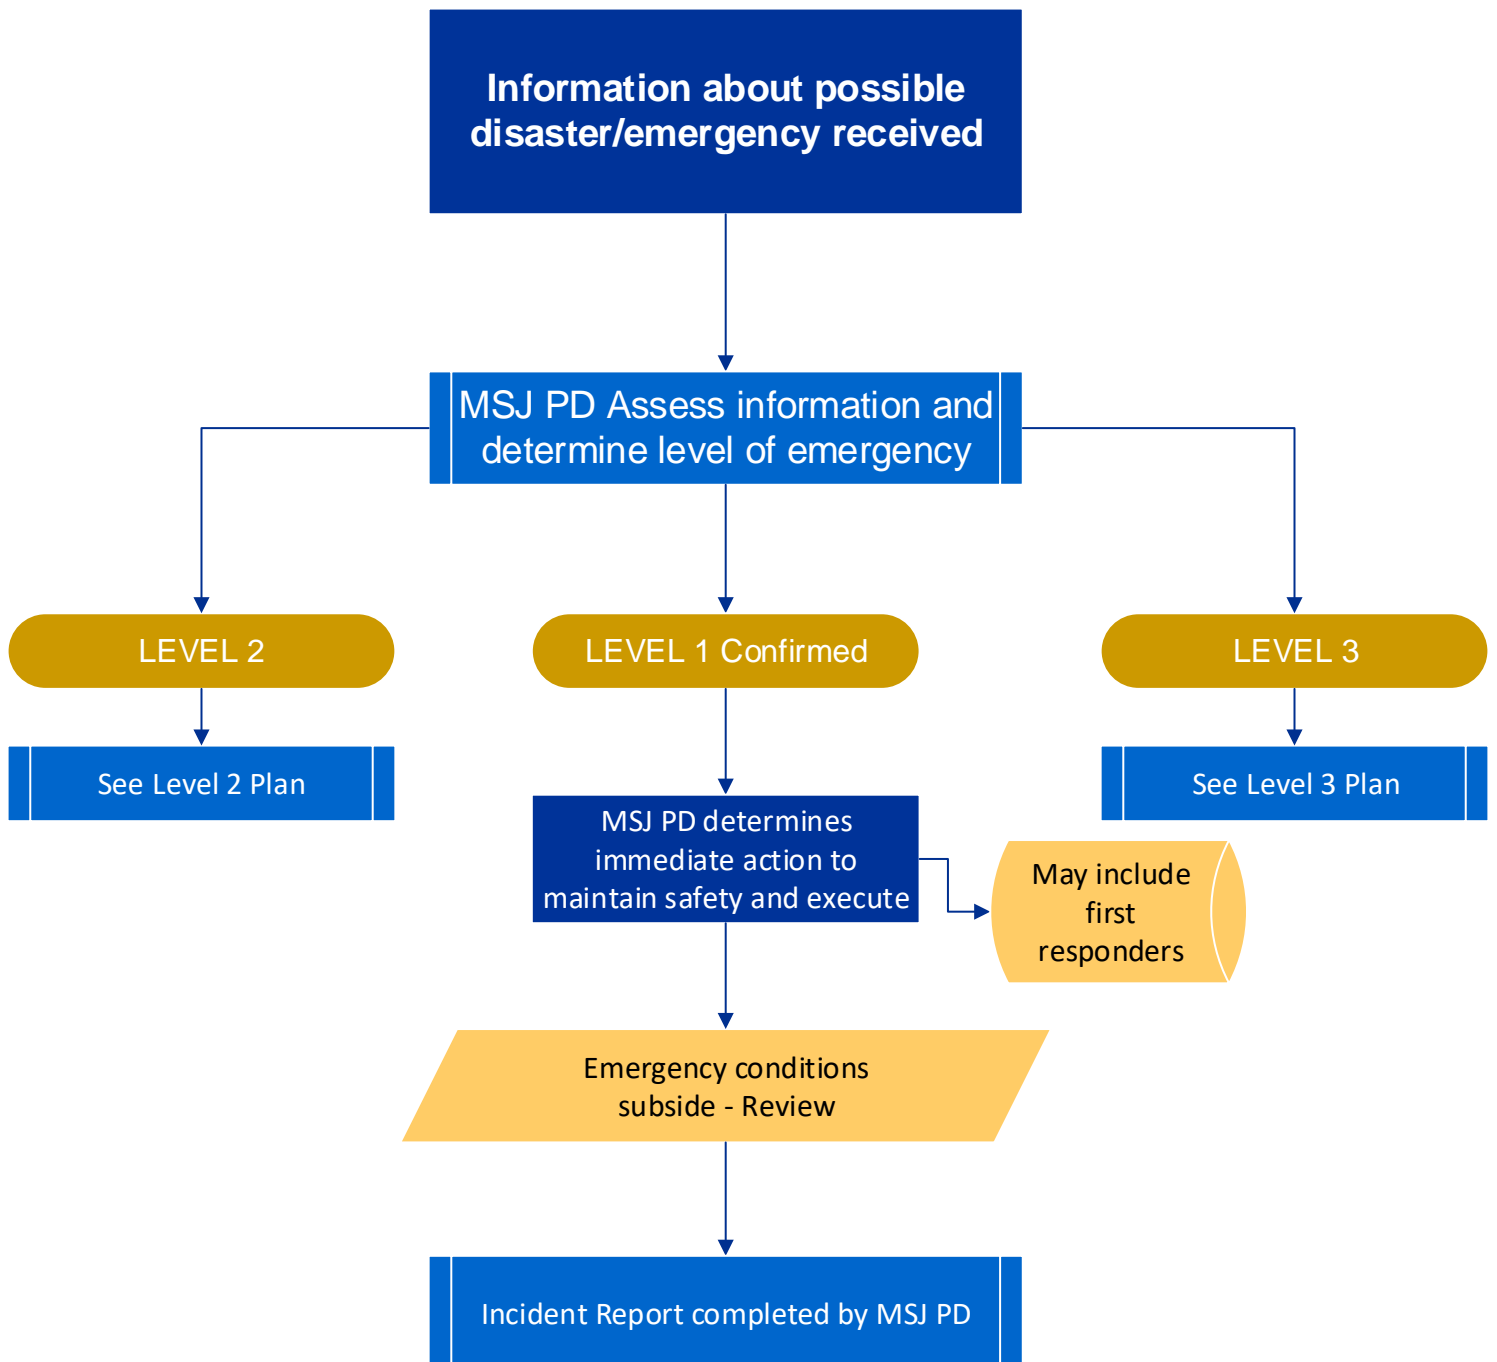 Information about possible
disaster/emergency received
MSJ PD Assess information and
determine level of emergency
LEVEL 2
LEVEL 1 Confirmed
LEVEL 3
See Level 2 Plan
See Level 3 Plan
MSJ PD determines
immediate action to
maintain safety and execute
May include
first
responders
Emergency conditions
subside - Review
Incident Report completed by MSJ PD